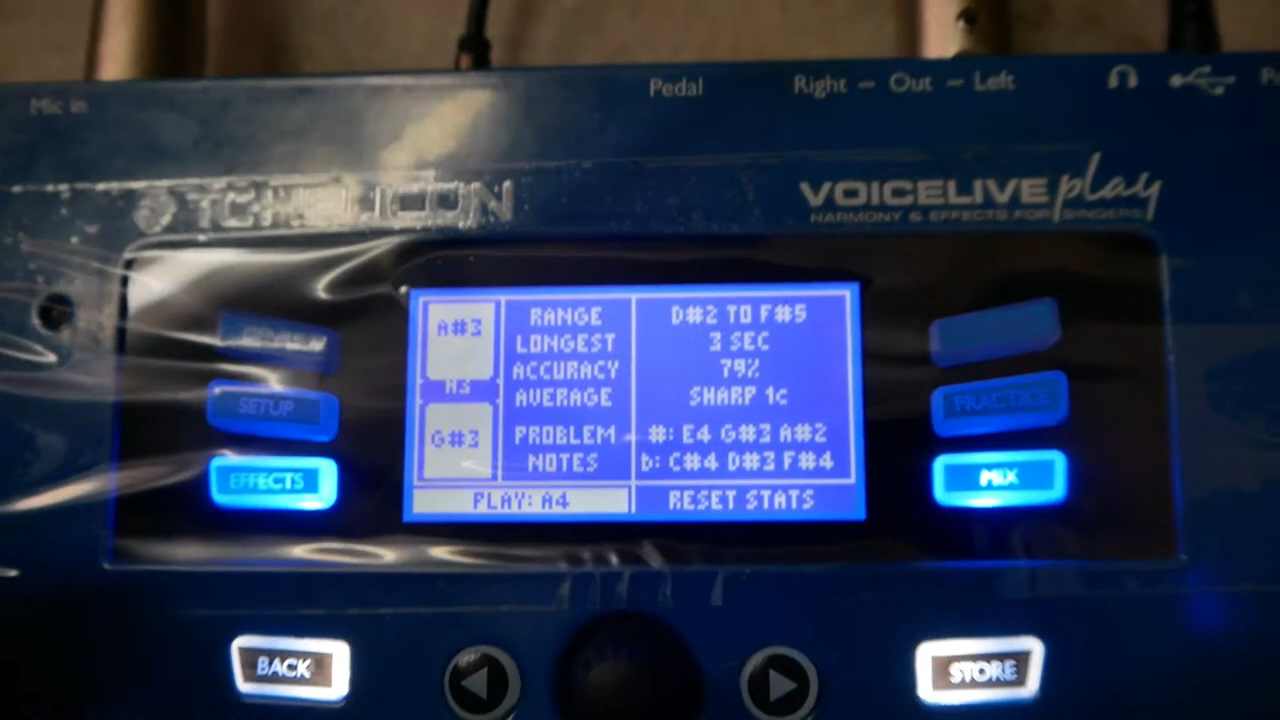 Mic in
Pedal
Right – Out – Left
TC HELICON
VOICELIVE play
HARMONY & EFFECTS FOR SINGERS
SETUP
EFFECTS
PRACTICE
MIX
A#3
A3
G#3
RANGE D#2 TO F#5
LONGEST 3 SEC
ACCURACY 79%
AVERAGE SHARP 1c
PROBLEM #: E4 G#3 A#2
NOTES b: C#4 D#3 F#4
PLAY: A4 RESET STATS
BACK
STORE